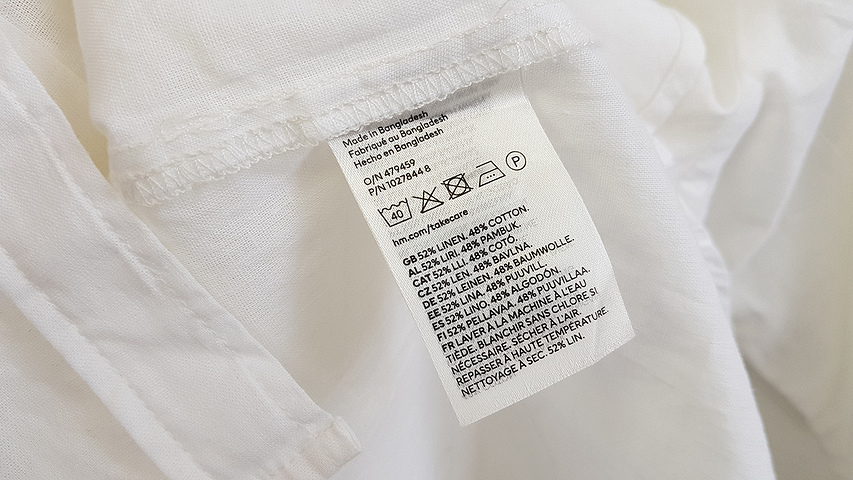 Made in Bangladesh
Fabriqué au Bangladesh
Hecho en Bangladesh
O/N 479459
P/N 1027844 8
40
P
hm.com/takecare
GB 52% LINEN. 48% COTTON.
AL 52% LIRI. 48% PAMBUK.
CAT 52% LLI. 48% COTÓ.
CZ 52% LEN. 48% BAVLNA.
DE 52% LEINEN. 48% BAUMWOLLE.
EE 52% LINA. 48% PUUVILL.
ES 52% LINO. 48% ALGODÓN.
FI 52% PELLAVAA. 48% PUUVILLAA.
FR LAVER À LA MACHINE À L'EAU
TIÈDE. BLANCHIR SANS CHLORE SI
NÉCESSAIRE. SÉCHER À L'AIR.
REPASSER À HAUTE TEMPÉRATURE.
NETTOYAGE À SEC. 52% LIN.